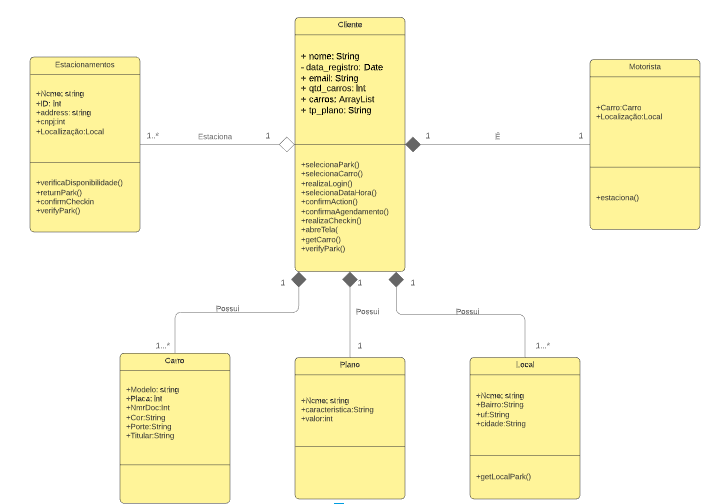 Cliente
+ nome: String
- data_registro: Date
+ email: String
+ qtd_carros: Int
+ carros: ArrayList
+ tp_plano: String
+selecionaPark()
+selecionaCarro()
+realizaLogin()
+selecionaDataHora()
+confirmAction()
+confirmaAgendamento()
+realizaCheckin()
+abreTela(
+getCarro()
+verifyPark()
Estacionamentos
+Nome: string
+ID: Int
+address: string
+cnpj:int
+Locallização:Local
+verificaDisponibilidade()
+returnPark()
+confirmCheckin
+verifyPark()
1..*
Estaciona
1
1
É
1
Motorista
+Carro:Carro
+Localização:Local
+estaciona()
1
1
1
Possui
Possui
Possui
1...*
1
1...*
Carro
+Modelo: string
+Placa: Int
+NmrDoc:Int
+Cor:String
+Porte:String
+Titular:String
Plano
+Nome: string
+caracteristica:String
+valor:int
Local
+Nome: string
+Bairro:String
+uf:String
+cidade:String
+getLocalPark()